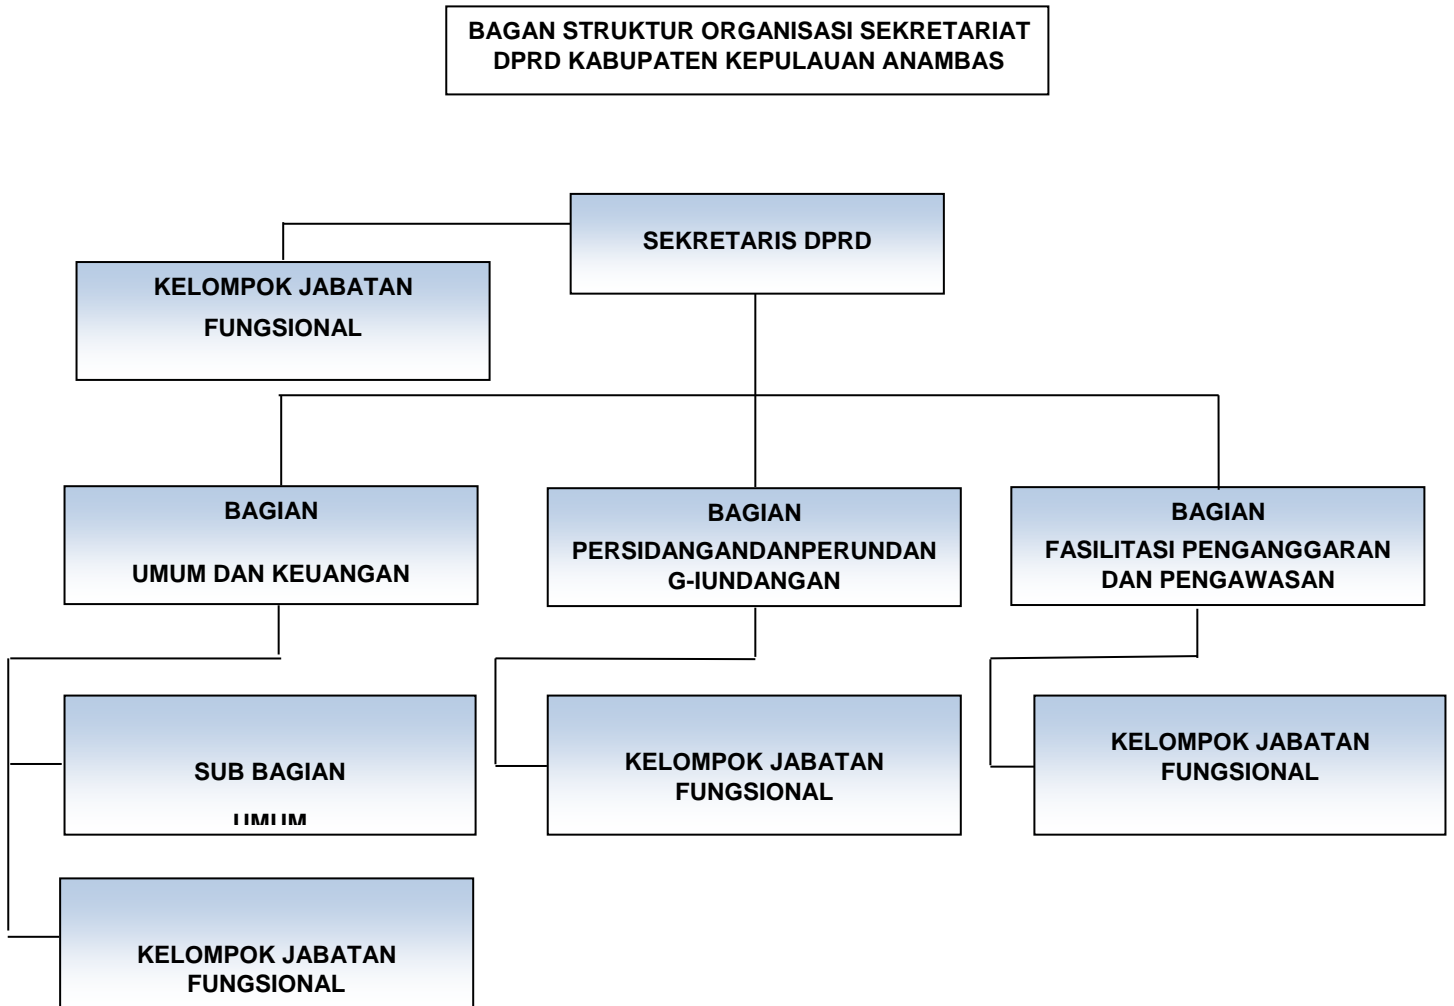 BAGAN STRUKTUR ORGANISASI SEKRETARIAT
DPRD KABUPATEN KEPULAUAN ANAMBAS
SEKRETARIS DPRD
KELOMPOK JABATAN
FUNGSIONAL
BAGIAN
UMUM DAN KEUANGAN
BAGIAN
PERSIDANGANDANPERUNDAN
G-IUNDANGAN
BAGIAN
FASILITASI PENGANGGARAN
DAN PENGAWASAN
SUB BAGIAN
UMUM
KELOMPOK JABATAN
FUNGSIONAL
KELOMPOK JABATAN
FUNGSIONAL
KELOMPOK JABATAN
FUNGSIONAL